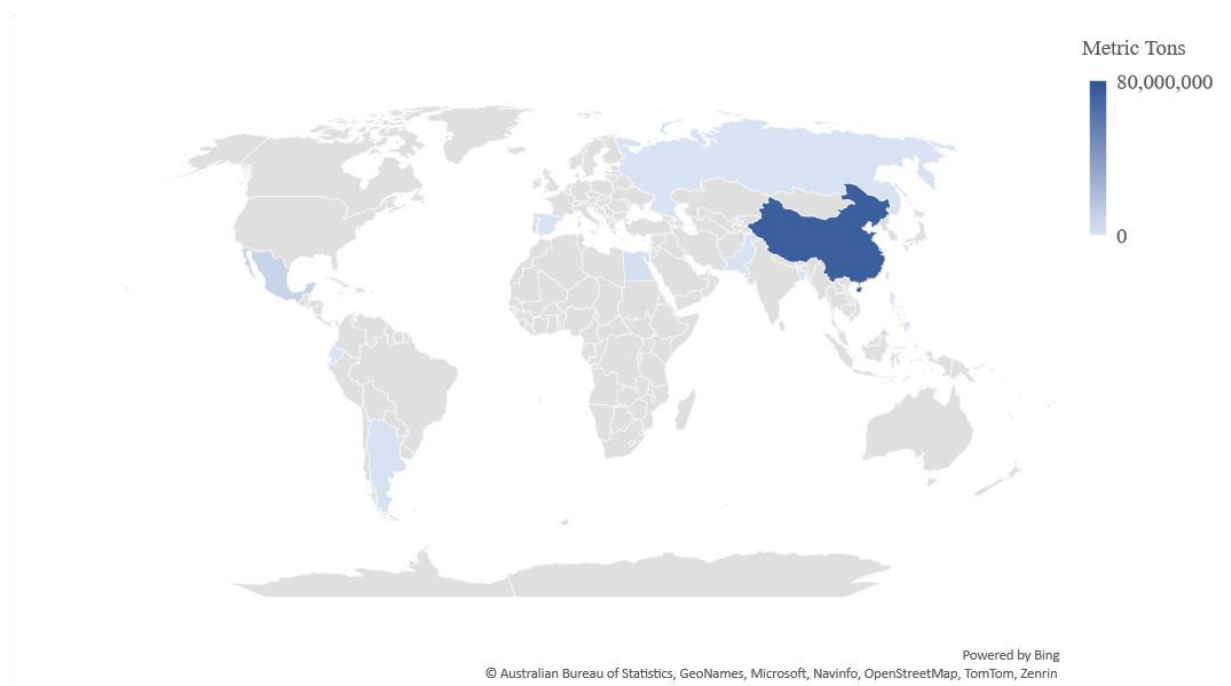 Metric Tons
80,000,000
0
Powered by Bing
© Australian Bureau of Statistics, GeoNames, Microsoft, Navinfo, OpenStreetMap, TomTom, Zenrin